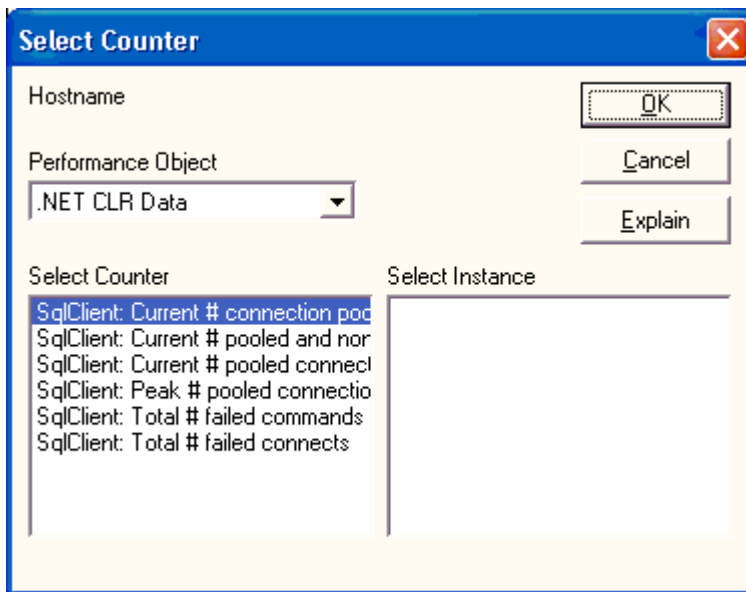 Select Counter
Hostname
OK
Performance Object
Cancel
.NET CLR Data
Explain
Select Counter
Select Instance
SqlClient: Current # connection poo
SqlClient: Current # pooled and nor
SqlClient: Current # pooled connect
SqlClient: Peak # pooled connectio
SqlClient: Total # failed commands
SqlClient: Total # failed connects